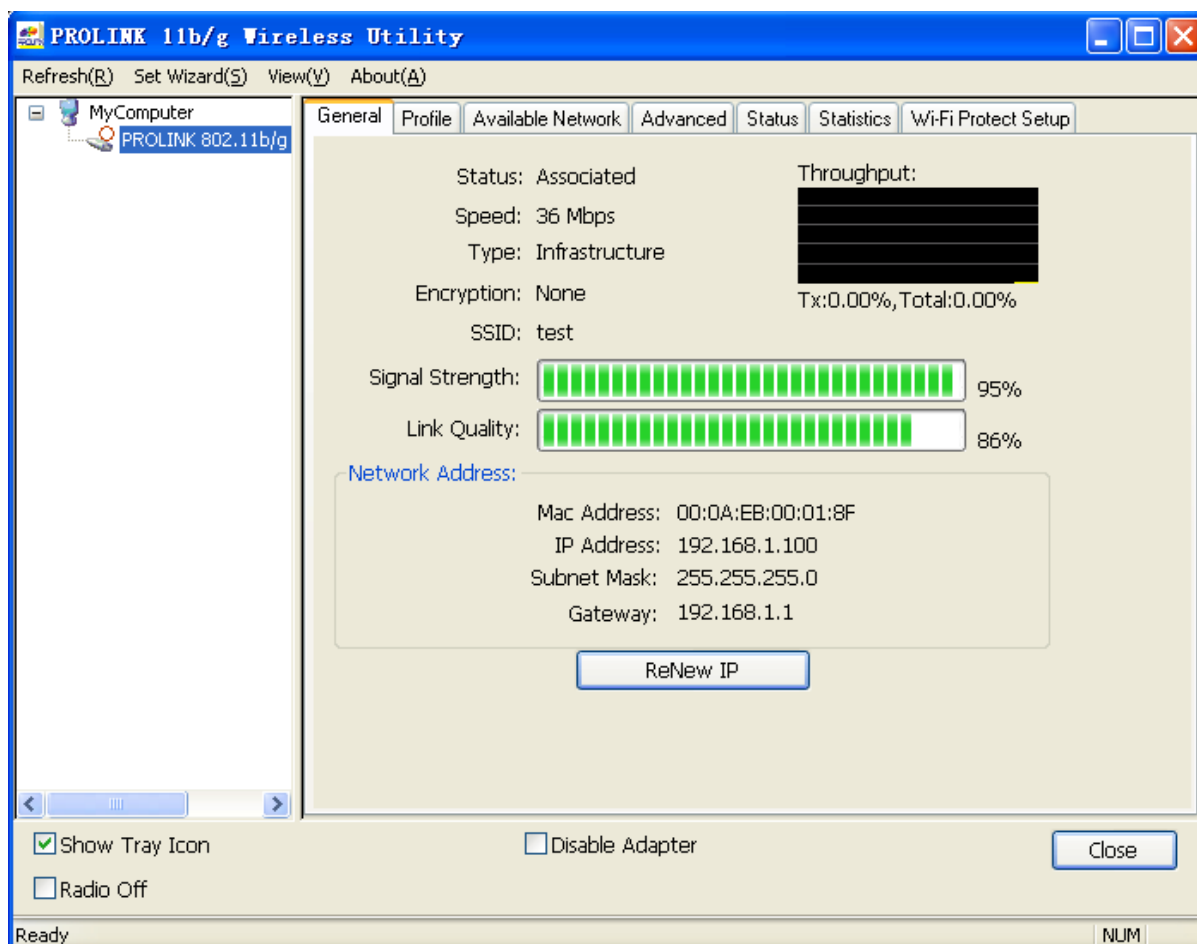 PROLINK 11b/g Wireless Utility
Refresh(R) Set Wizard(S) View(V) About(A)
MyComputer
PROLINK 802.11b/g
General Profile Available Network Advanced Status Statistics Wi-Fi Protect Setup
Status: Associated
Speed: 36 Mbps
Type: Infrastructure
Encryption: None
SSID: test
Throughput:
Tx:0.00%,Total:0.00%
Signal Strength: 95%
Link Quality: 86%
Network Address:
Mac Address: 00:0A:EB:00:01:8F
IP Address: 192.168.1.100
Subnet Mask: 255.255.255.0
Gateway: 192.168.1.1
ReNew IP
Show Tray Icon
Disable Adapter
Close
Radio Off
Ready
NUM